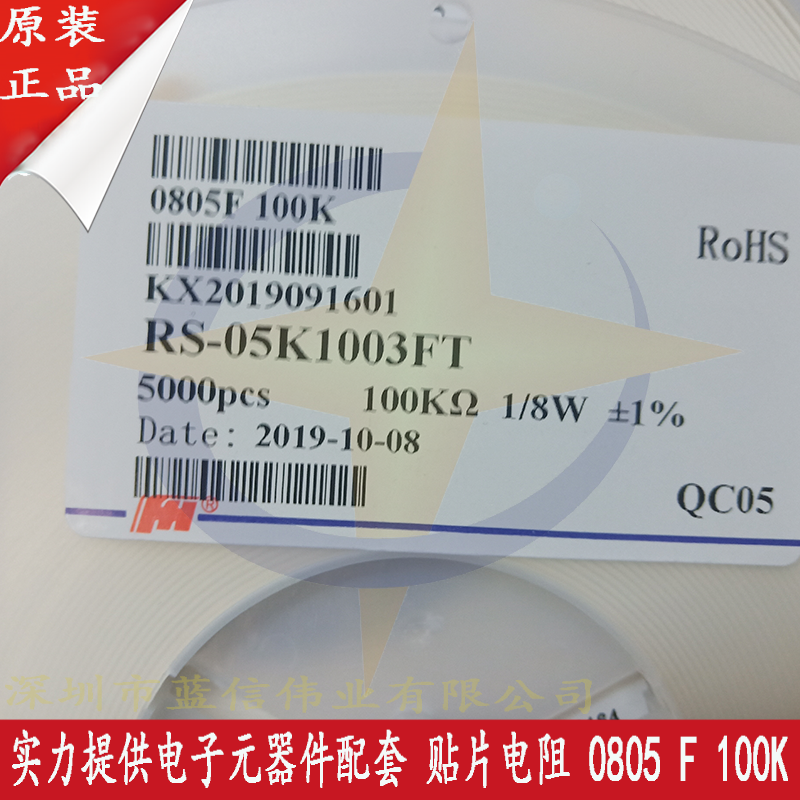 原装
正品
0805F 100K
RoHS
KX2019091601
RS-05K1003FT
5000pcs 100KΩ 1/8W ±1%
Date: 2019-10-08
QC05
®
深圳市蓝信伟业有限公司
实力提供电子元器件配套 贴片电阻 0805 F 100K